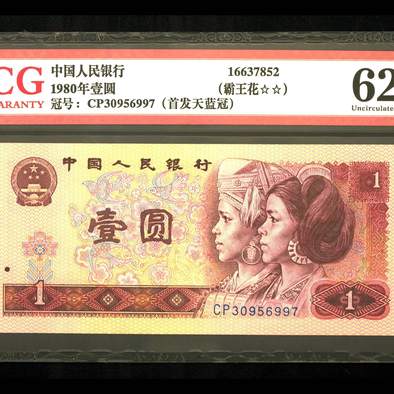 CG
ARANTY
中国人民银行
1980年壹圆
冠号：CP30956997（首发天蓝冠）
16637852
（霸王花☆☆）
62
Uncirculated
中国人民银行
壹圆
1
1
1
CP30956997